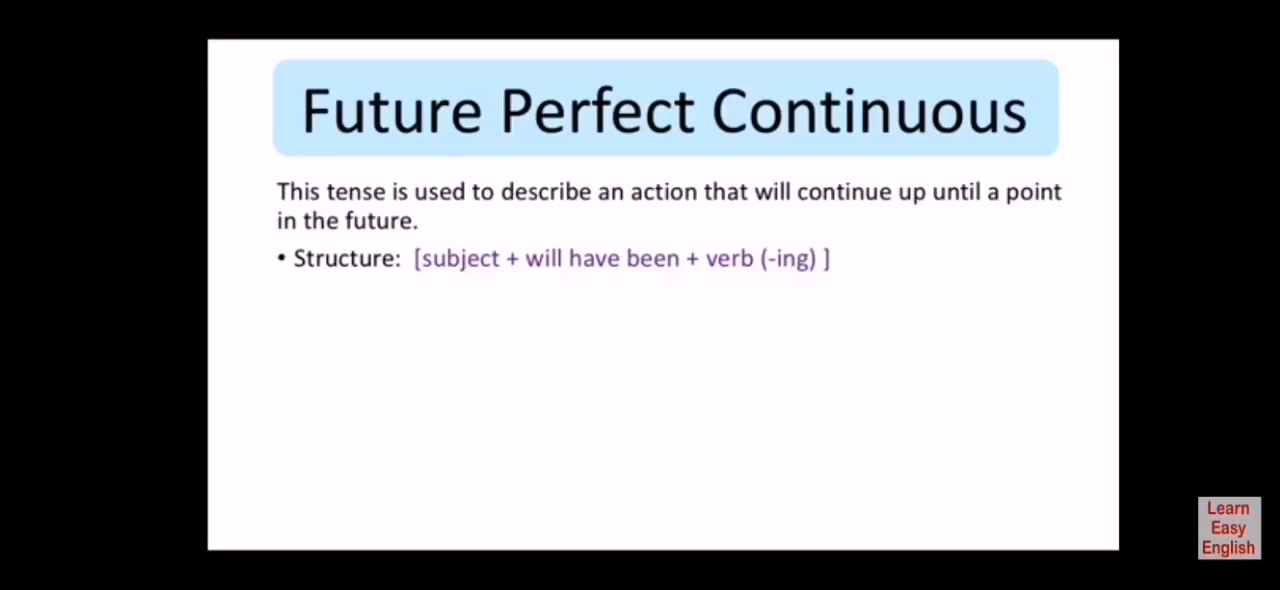 Future Perfect Continuous
This tense is used to describe an action that will continue up until a point
in the future.
• Structure: [subject + will have been + verb (-ing) ]
Learn
Easy
English